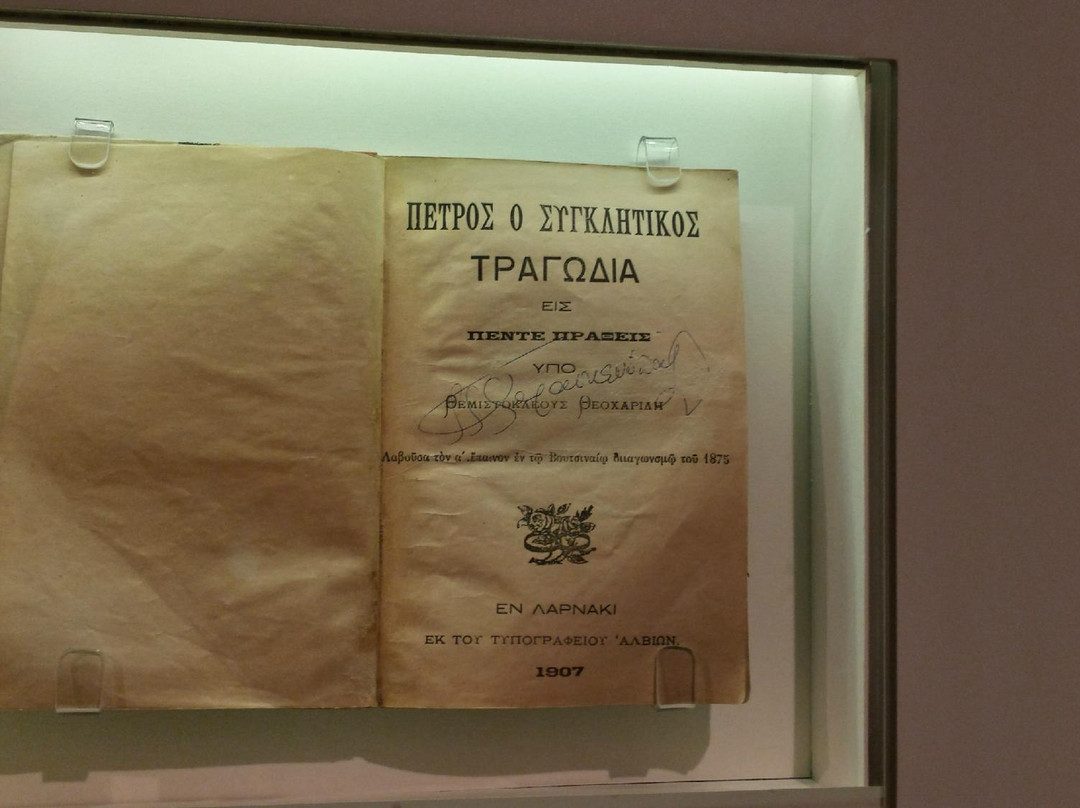 ΠΕΤΡΟΣ Ο ΣΥΓΚΛΗΤΙΚΟΣ
ΤΡΑΓΩΔΙΑ
ΕΙΣ
ΠΕΝΤΕ ΠΡΑΞΕΙΣ
ΥΠΟ
ΘΕΜΙΣΤΟΚΛΕΟΥΣ ΘΕΟΧΑΡΙΔΗ
Λαβοῦσα τὸν α΄. ἔπαινον ἐν τῷ Βουτσιναίῳ διαγωνσμῷ τοῦ 1875
ΕΝ ΛΑΡΝΑΚΙ
ΕΚ ΤΟΥ ΤΥΠΟΓΡΑΦΕΙΟΥ ῎ΑΛΒΙΩΝ,
1907